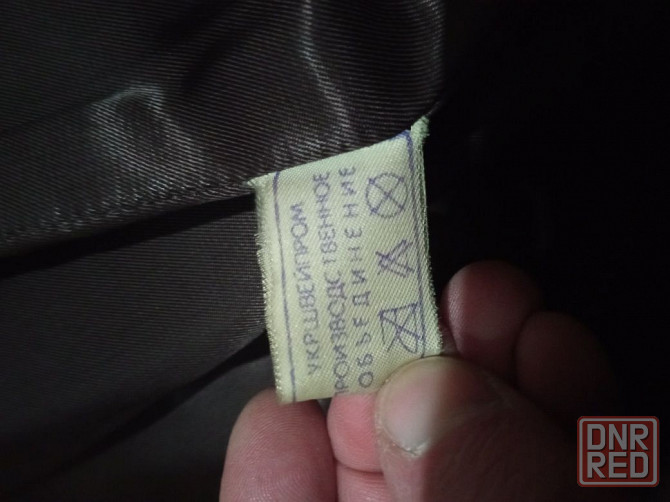 УКРШВЕЙПРОМ
ПРОИЗВОДСТВЕННОЕ
ОБЪЕДИНЕНИЕ
DNR
RED